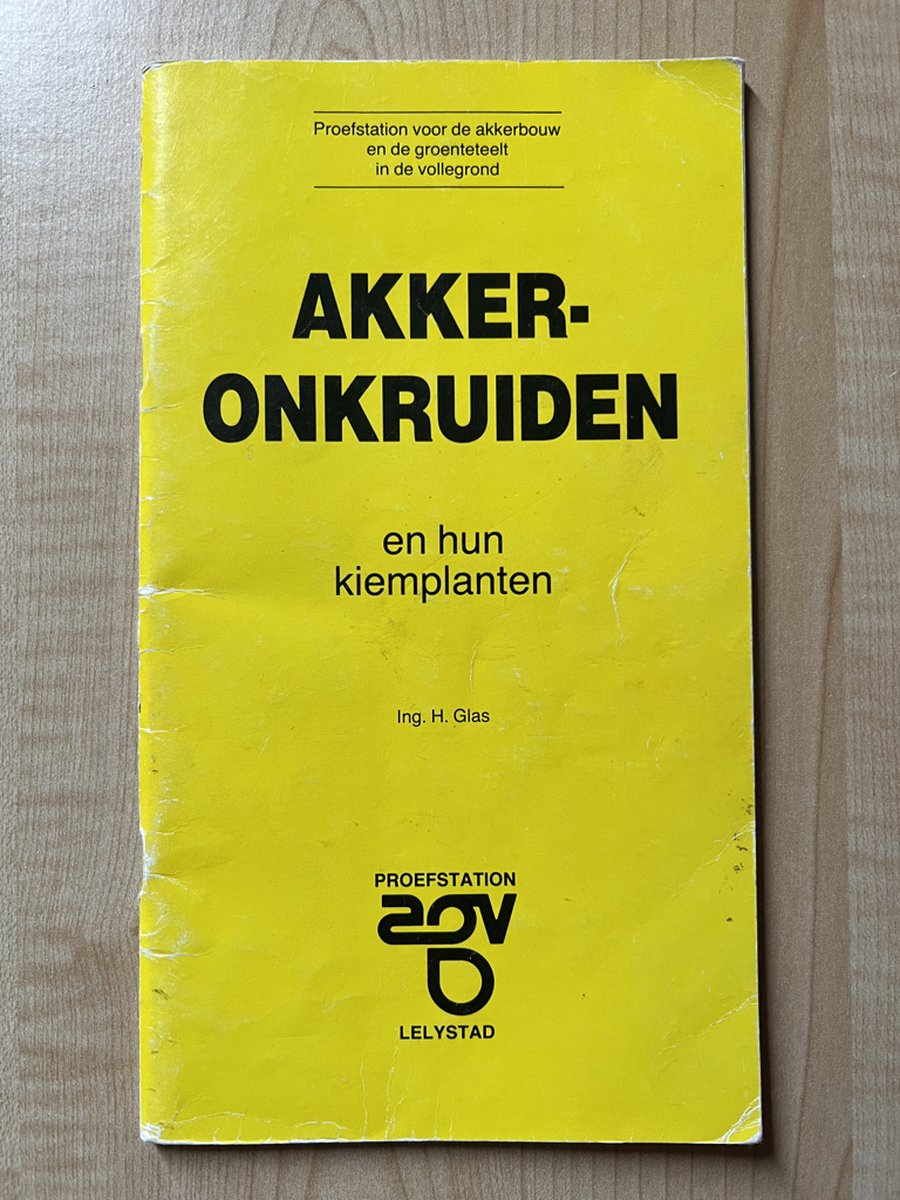 Proefstation voor de akkerbouw
en de groenteteelt
in de vollegrond
AKKER-
ONKRUIDEN
en hun
kiemplanten
Ing. H. Glas
PROEFSTATION
LELYSTAD